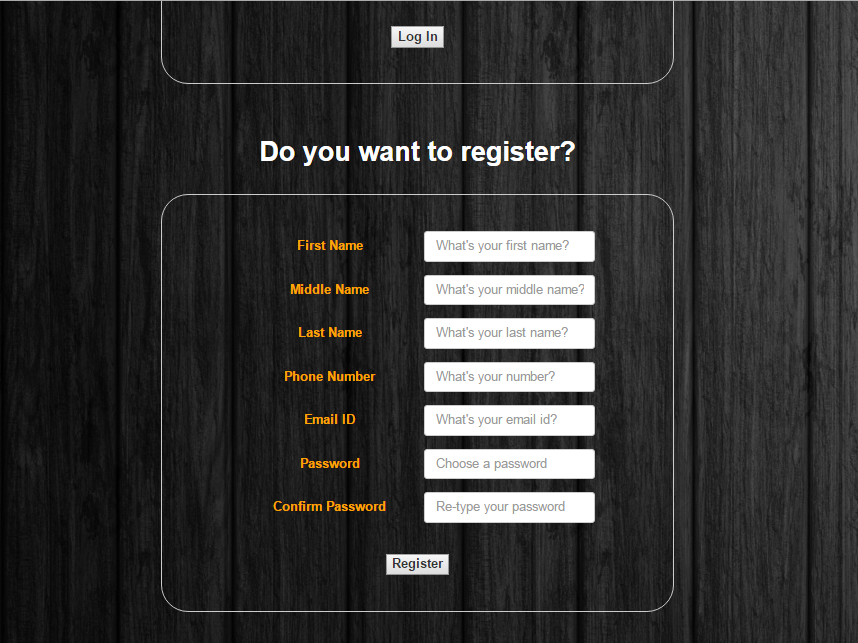 Log In
Do you want to register?
First Name What's your first name?
Middle Name What's your middle name?
Last Name What's your last name?
Phone Number What's your number?
Email ID What's your email id?
Password Choose a password
Confirm Password Re-type your password
Register